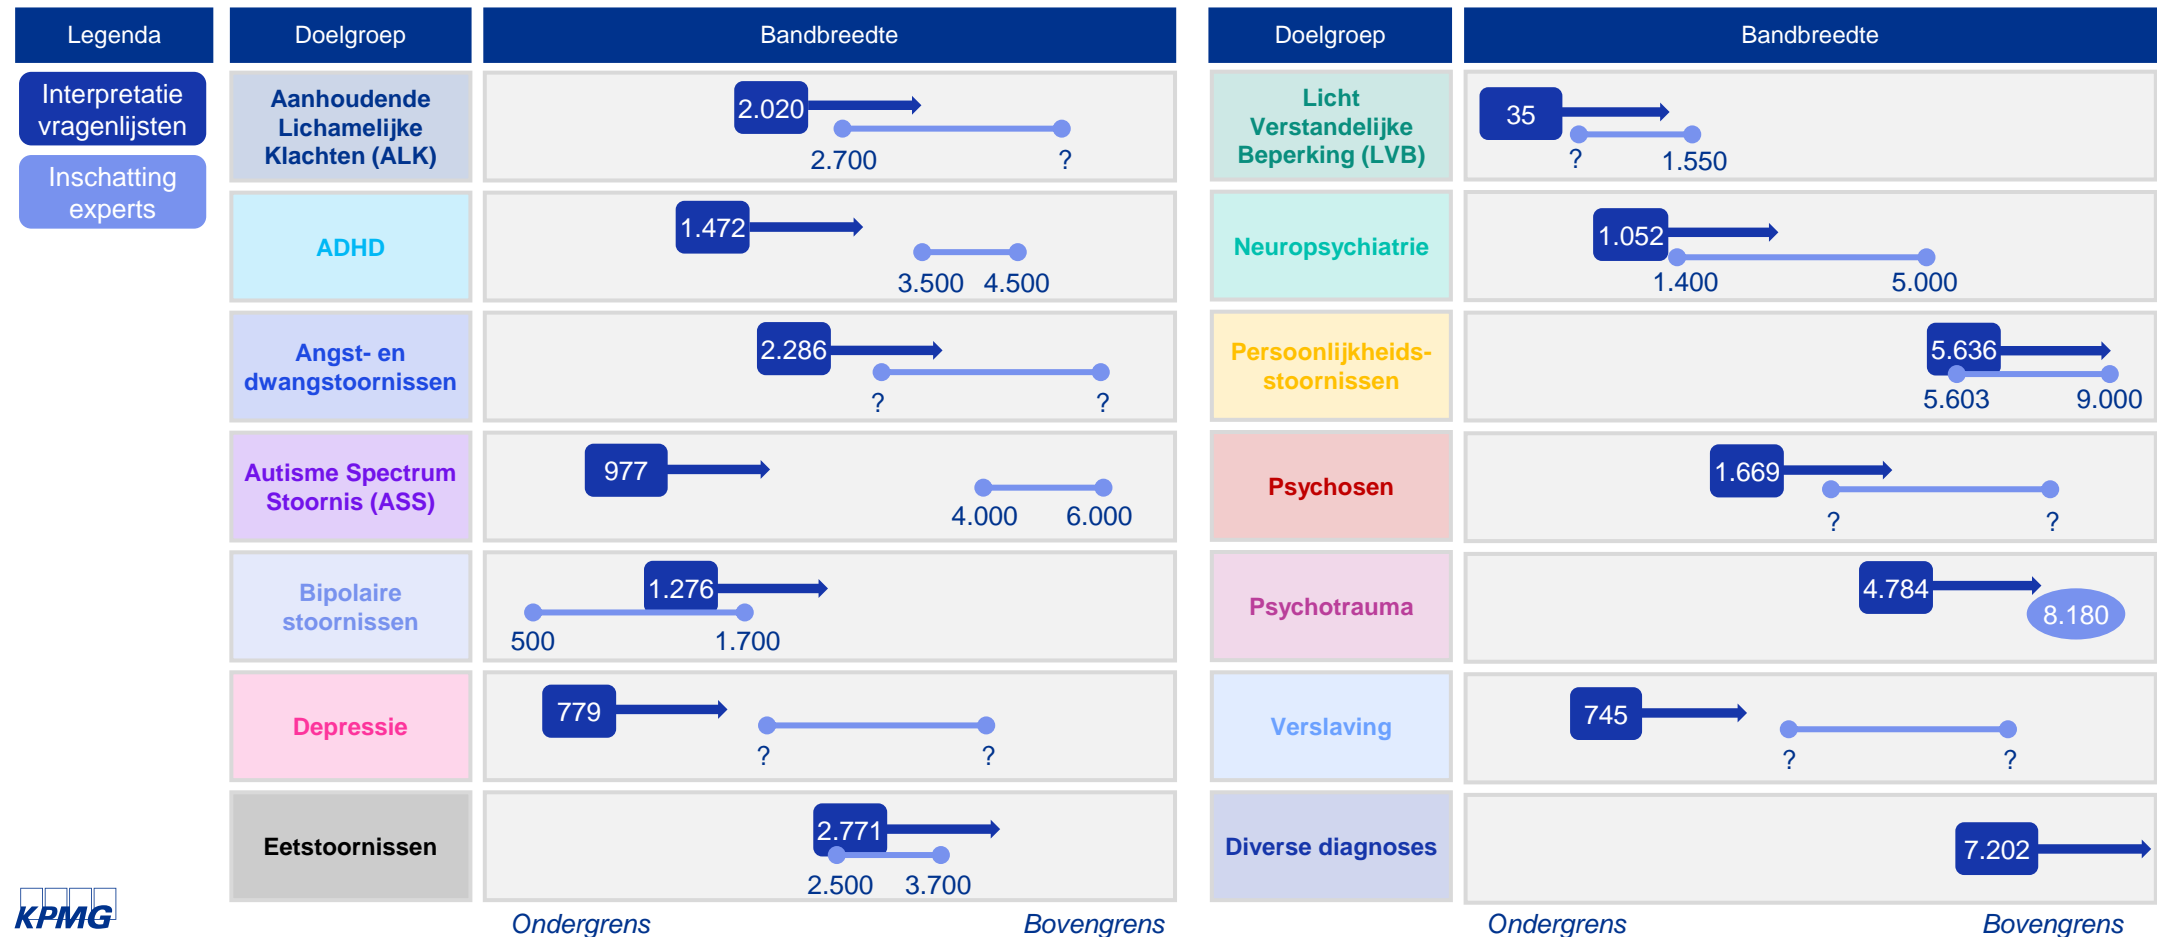 Legenda
Interpretatie
vragenlijsten
Inschatting
experts
Doelgroep
Bandbreedte
Aanhoudende
Lichamelijke
Klachten (ALK)
2.020
2.700
?
ADHD
1.472
3.500
4.500
Angst- en
dwangstoornissen
2.286
?
?
Autisme Spectrum
Stoornis (ASS)
977
4.000
6.000
Bipolaire
stoornissen
1.276
500
1.700
Depressie
779
?
?
Eetstoornissen
2.771
2.500
3.700
Ondergrens
Bovengrens
Doelgroep
Bandbreedte
Licht
Verstandelijke
Beperking (LVB)
35
?
1.550
Neuropsychiatrie
1.052
1.400
5.000
Persoonlijkheids-
stoornissen
5.636
5.603
9.000
Psychosen
1.669
?
?
Psychotrauma
4.784
8.180
Verslaving
745
?
?
Diverse diagnoses
7.202
Ondergrens
Bovengrens
KPMG